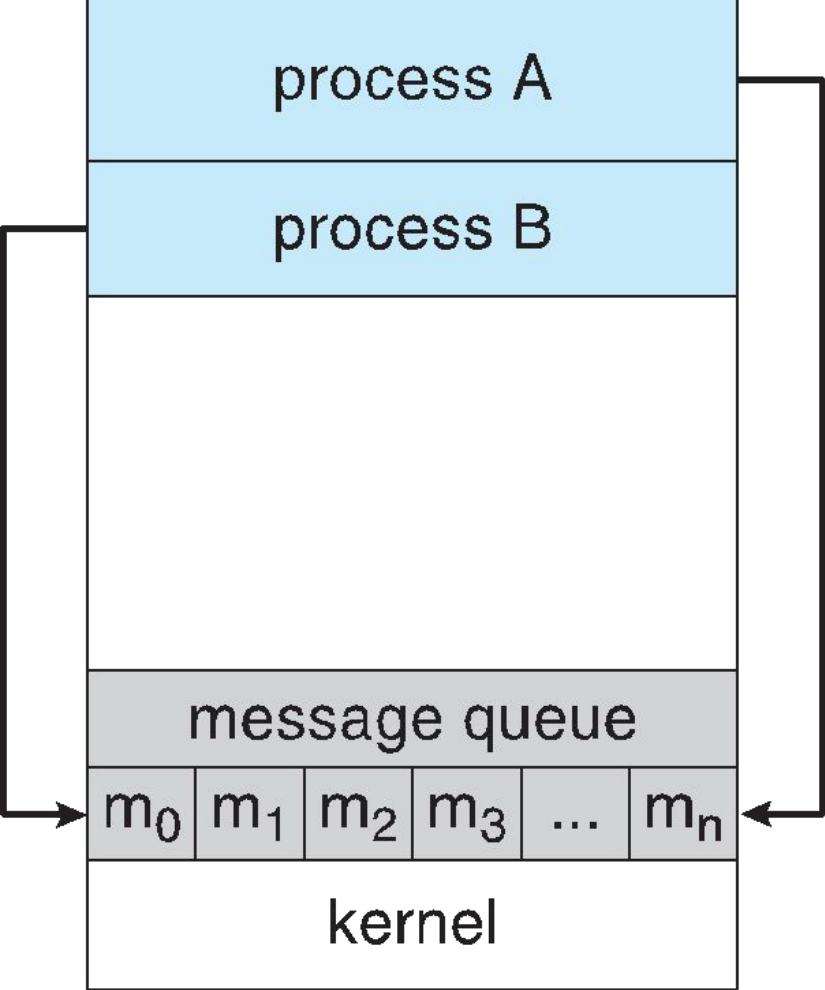 process A
process B
message queue
m₀ m₁ m₂ m₃ ... mₙ
kernel